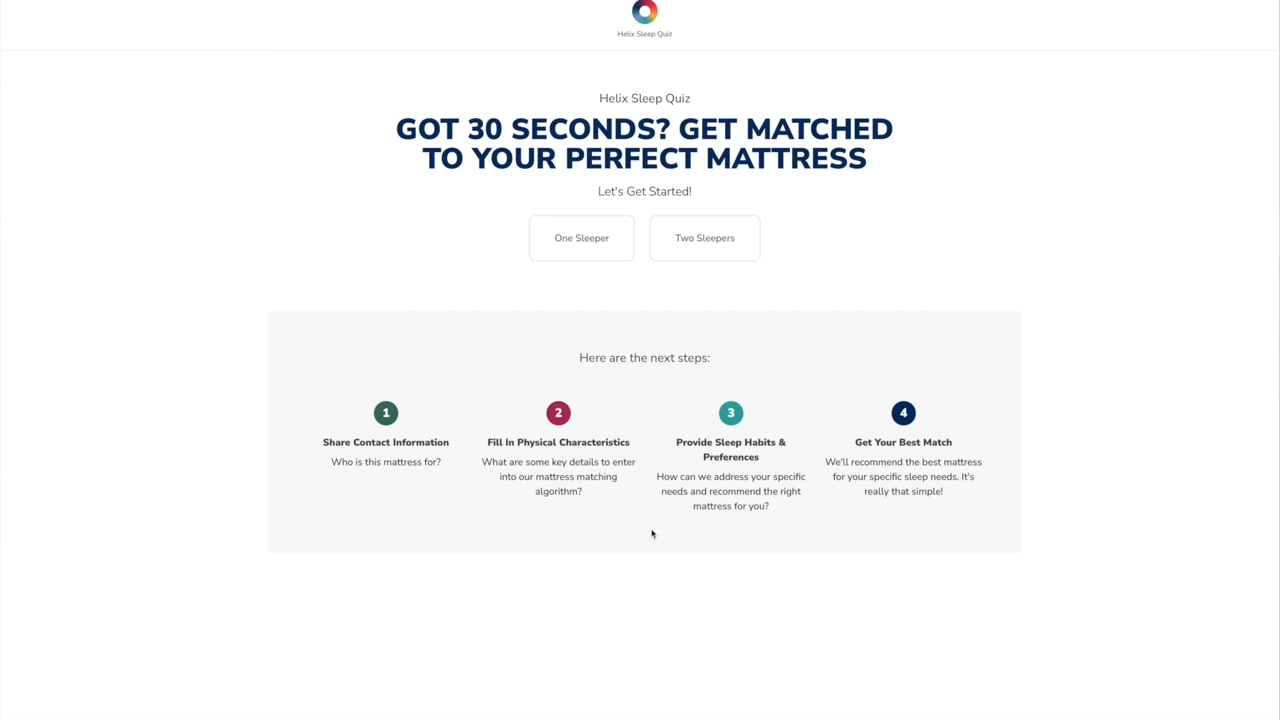 Helix Sleep Quiz
Helix Sleep Quiz
GOT 30 SECONDS? GET MATCHED
TO YOUR PERFECT MATTRESS
Let's Get Started!
One Sleeper
Two Sleepers
Here are the next steps:
1
Share Contact Information
Who is this mattress for?
2
Fill In Physical Characteristics
What are some key details to enter
into our mattress matching
algorithm?
3
Provide Sleep Habits &
Preferences
How can we address your specific
needs and recommend the right
mattress for you?
4
Get Your Best Match
We'll recommend the best mattress
for your specific sleep needs. It's
really that simple!